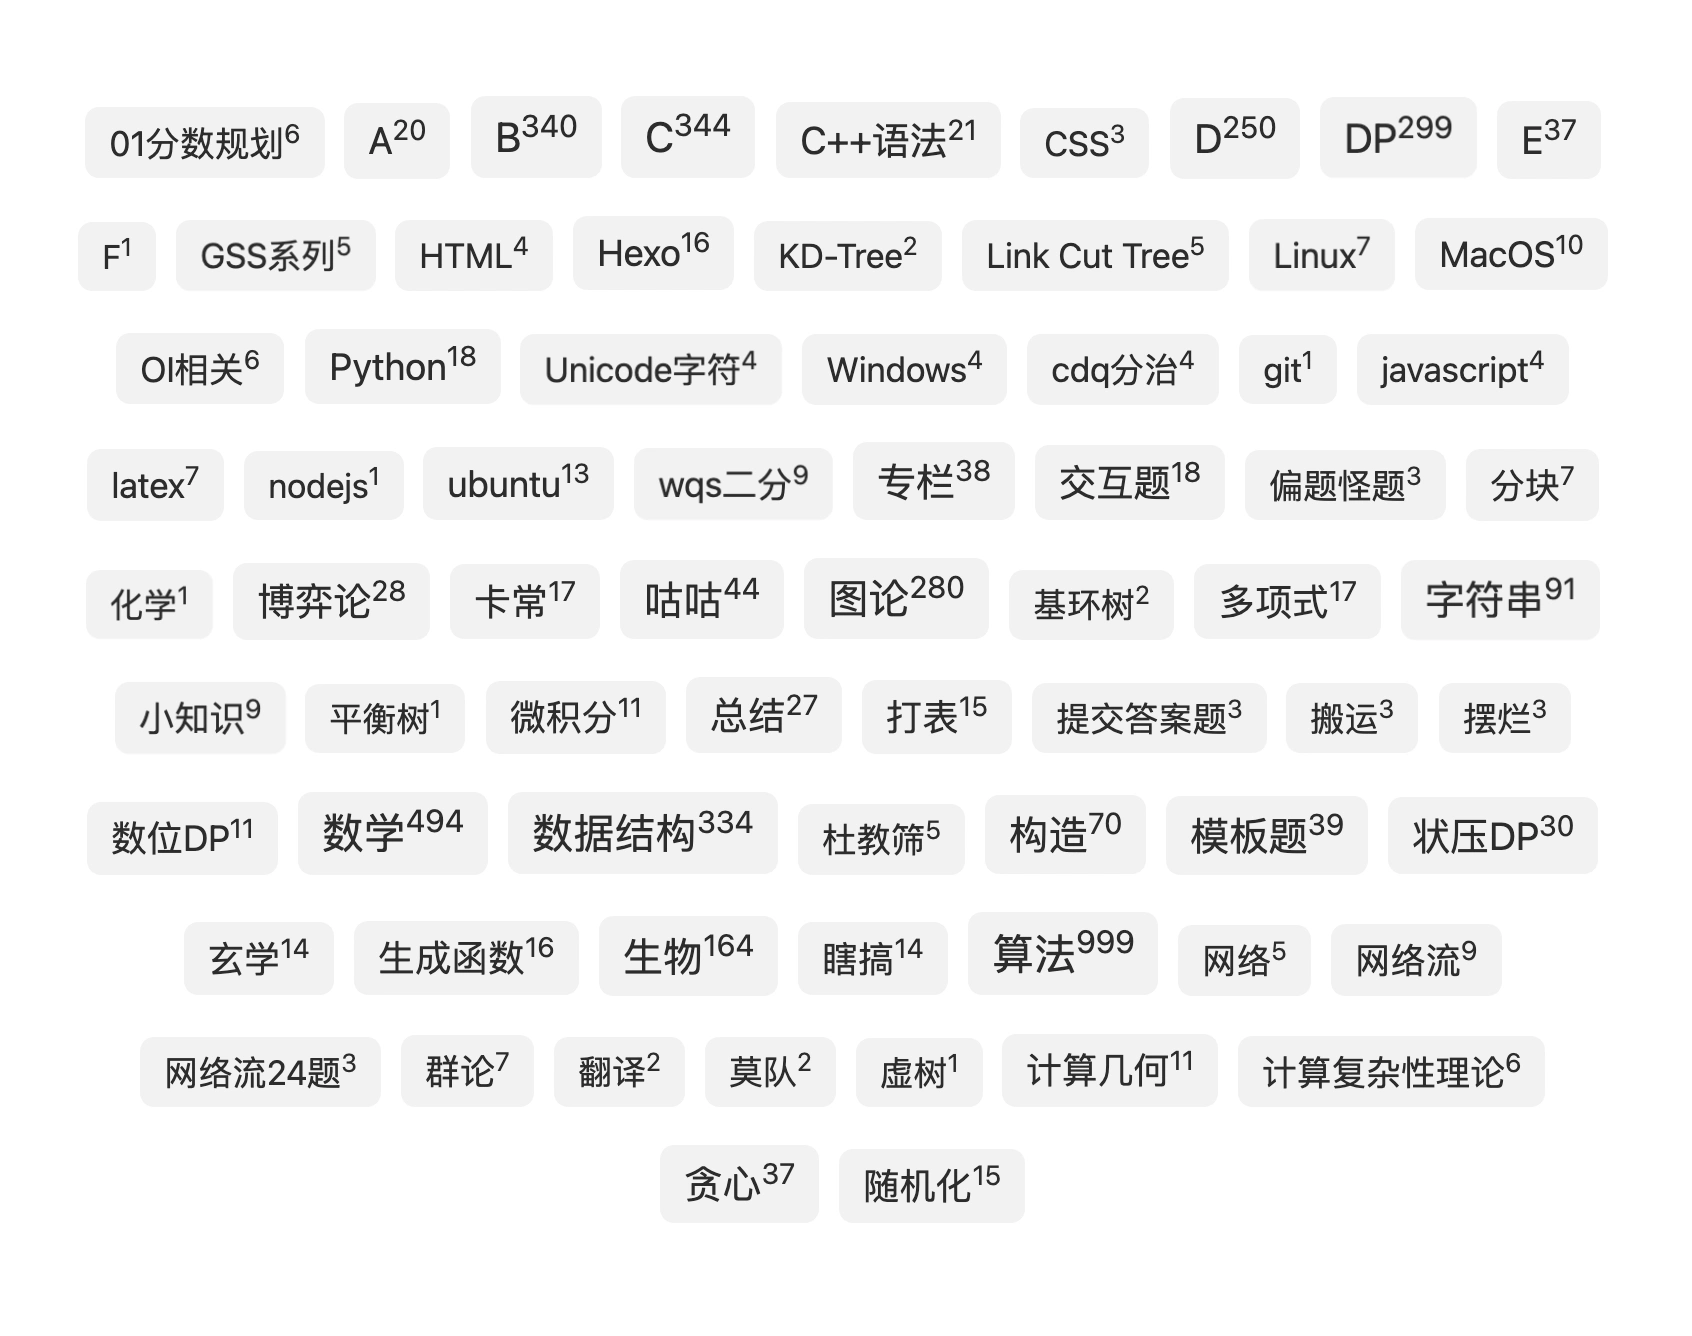 01分数规划6 A20 B340 C344 C++语法21 CSS3 D250 DP299 E37
F1 GSS系列5 HTML4 Hexo16 KD-Tree2 Link Cut Tree5 Linux7 MacOS10
OI相关6 Python18 Unicode字符4 Windows4 cdq分治4 git1 javascript4
latex7 nodejs1 ubuntu13 wqs二分9 专栏38 交互题18 偏题怪题3 分块7
化学1 博弈论28 卡常17 咕咕44 图论280 基环树2 多项式17 字符串91
小知识9 平衡树1 微积分11 总结27 打表15 提交答案题3 搬运3 摆烂3
数位DP11 数学494 数据结构334 杜教筛5 构造70 模板题39 状压DP30
玄学14 生成函数16 生物164 瞎搞14 算法999 网络5 网络流9
网络流24题3 群论7 翻译2 莫队2 虚树1 计算几何11 计算复杂性理论6
贪心37 随机化15